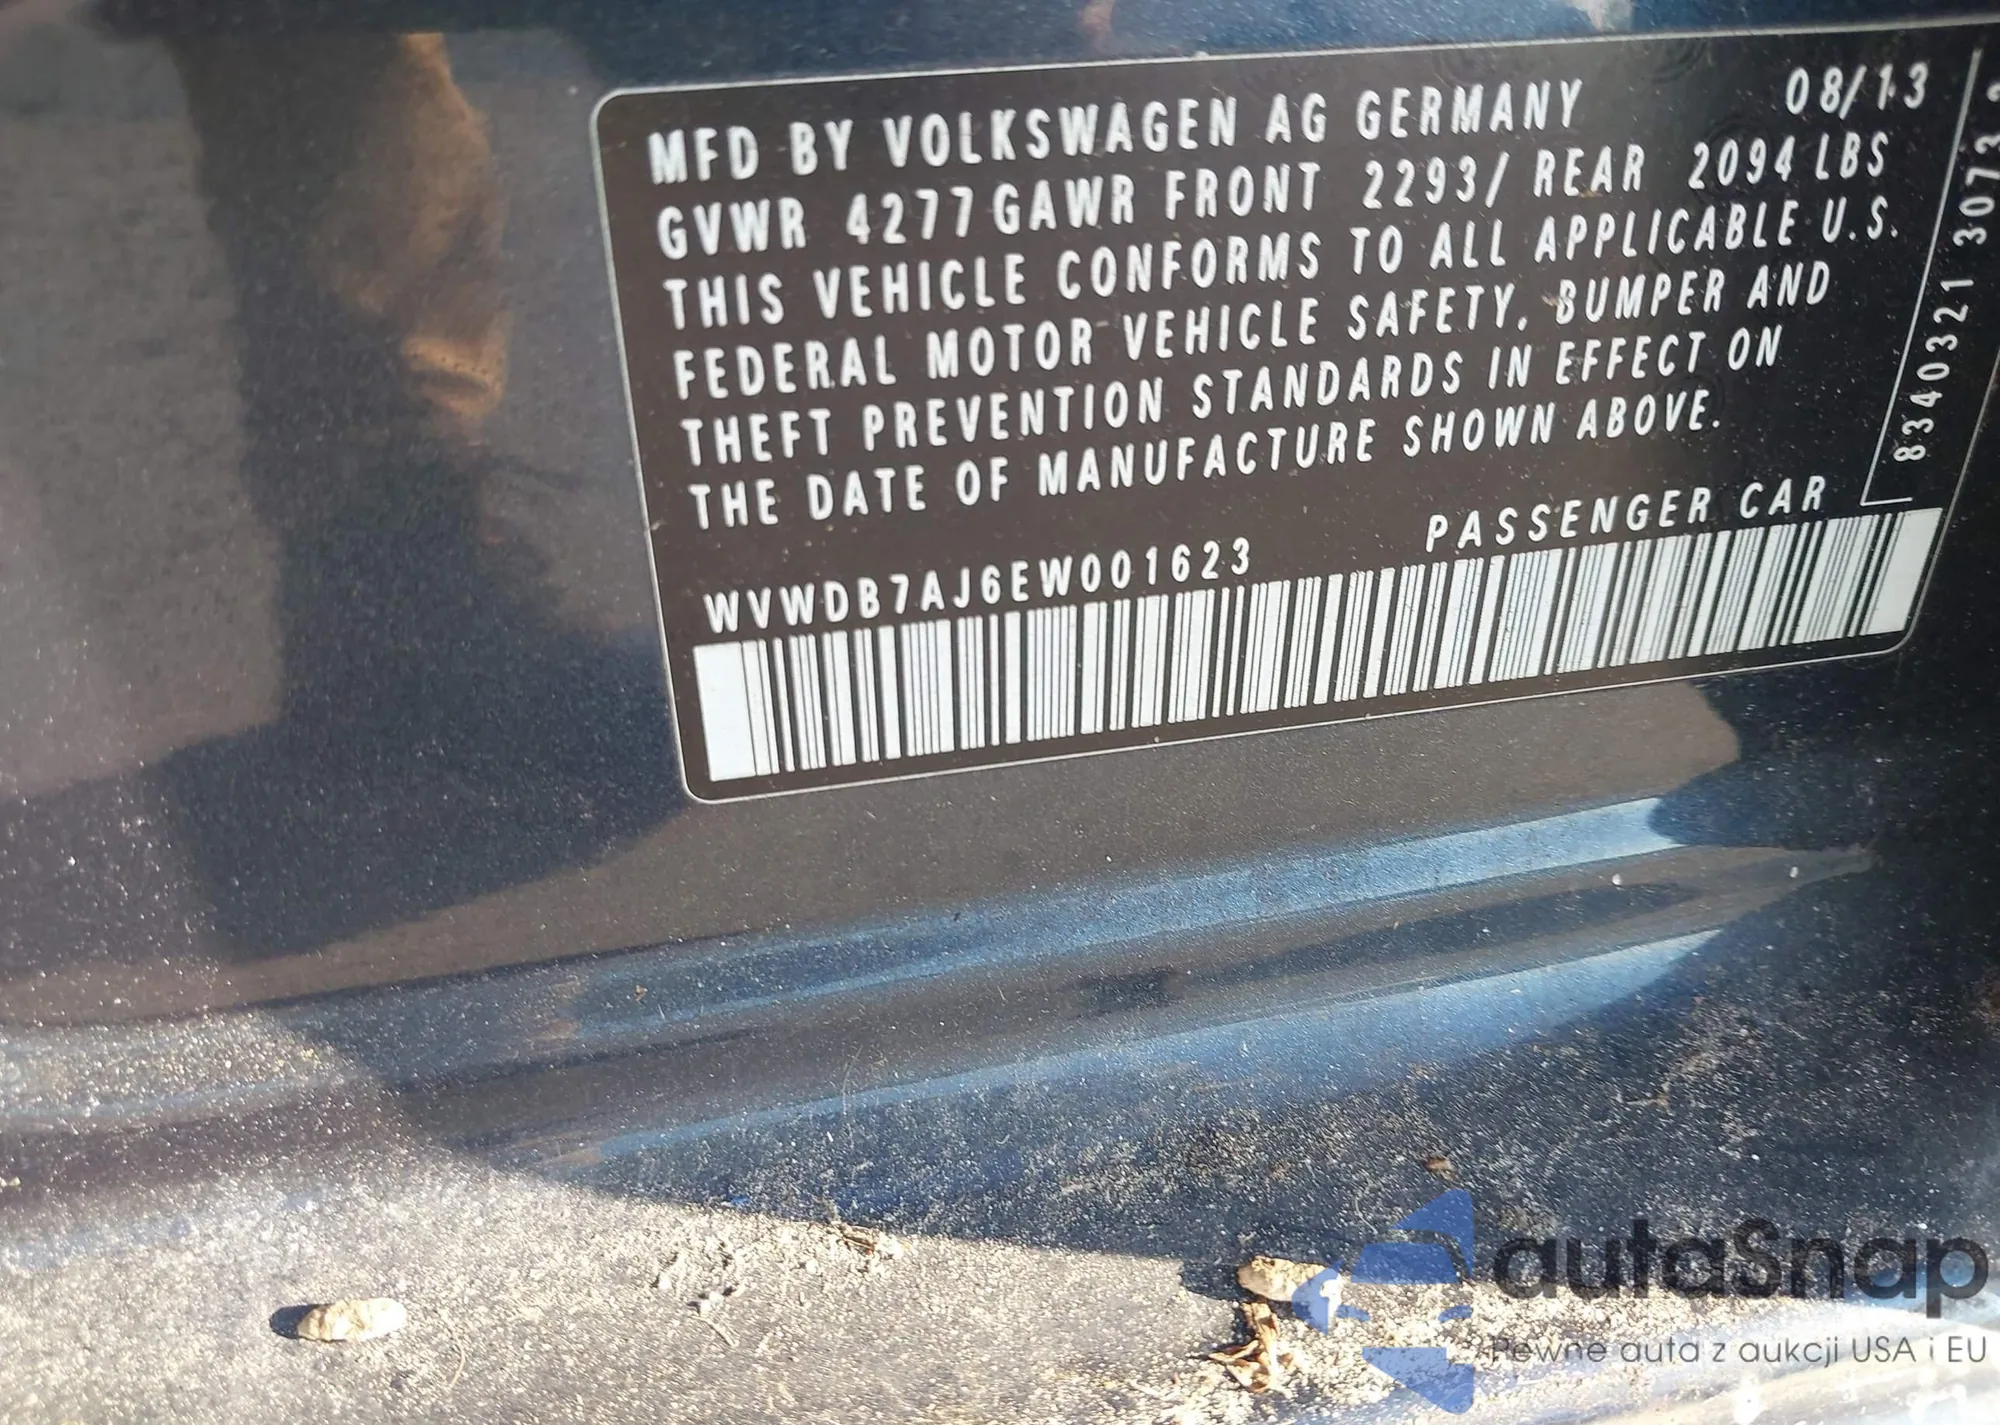 MFD BY VOLKSWAGEN AG GERMANY 08/13
GVWR 4277 GAWR FRONT 2293/ REAR 2094 LBS
THIS VEHICLE CONFORMS TO ALL APPLICABLE U.S.
FEDERAL MOTOR VEHICLE SAFETY, BUMPER AND
THEFT PREVENTION STANDARDS IN EFFECT ON
THE DATE OF MANUFACTURE SHOWN ABOVE.
WVWDB7AJ6EW001623 PASSENGER CAR
8340321 3073
autaSnap
Pewne auta z aukcji USA i EU